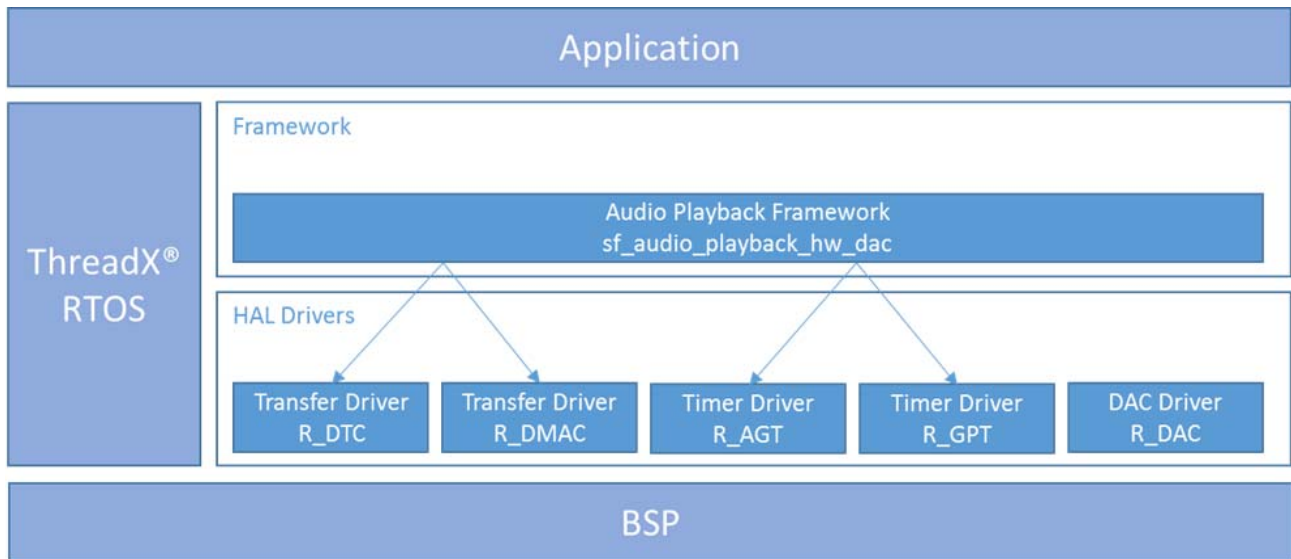 Application
ThreadX®
RTOS
Framework
Audio Playback Framework
sf_audio_playback_hw_dac
HAL Drivers
Transfer Driver
R_DTC
Transfer Driver
R_DMAC
Timer Driver
R_AGT
Timer Driver
R_GPT
DAC Driver
R_DAC
BSP